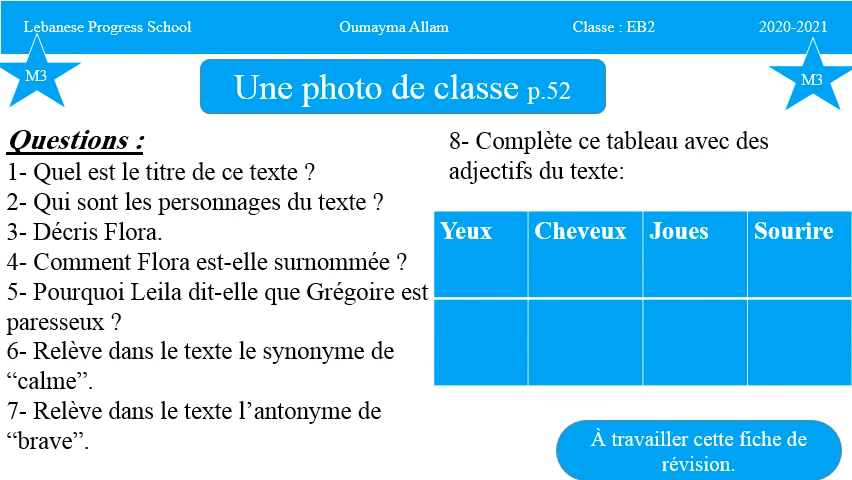 Lebanese Progress School Oumayma Allam Classe : EB2 2020-2021
M3
M3
Une photo de classe p.52
Questions :
1- Quel est le titre de ce texte ?
2- Qui sont les personnages du texte ?
3- Décris Flora.
4- Comment Flora est-elle surnommée ?
5- Pourquoi Leila dit-elle que Grégoire est
paresseux ?
6- Relève dans le texte le synonyme de
“calme”.
7- Relève dans le texte l’antonyme de
“brave”.
8- Complète ce tableau avec des
adjectifs du texte:
Yeux Cheveux Joues Sourire
À travailler cette fiche de
révision.